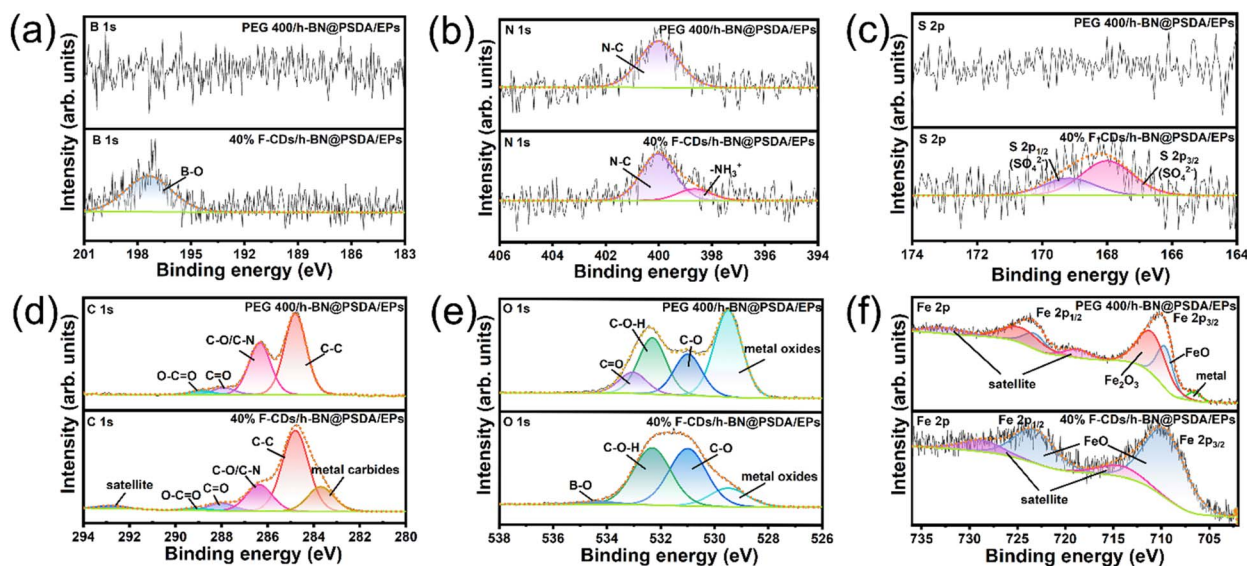 (a)
B 1s
PEG 400/h-BN@PSDA/EPs
B 1s
40% F-CDs/h-BN@PSDA/EPs
B-O
Intensity (arb. units)
201 198 195 192 189 186 183
Binding energy (eV)
(b)
N 1s
PEG 400/h-BN@PSDA/EPs
N-C
N 1s
40% F-CDs/h-BN@PSDA/EPs
N-C
-NH₃⁺
Intensity (arb. units)
406 404 402 400 398 396 394
Binding energy (eV)
(c)
S 2p
PEG 400/h-BN@PSDA/EPs
S 2p
40% F-CDs/h-BN@PSDA/EPs
S 2p₁/₂
(SO₄²⁻)
S 2p₃/₂
(SO₄²⁻)
Intensity (arb. units)
174 172 170 168 166 164
Binding energy (eV)
(d)
C 1s
PEG 400/h-BN@PSDA/EPs
C-O/C-N
C-C
O-C=O
C=O
C 1s
40% F-CDs/h-BN@PSDA/EPs
C-C
C-O/C-N
metal carbides
C=O
O-C=O
satellite
Intensity (arb. units)
294 292 290 288 286 284 282 280
Binding energy (eV)
(e)
O 1s
PEG 400/h-BN@PSDA/EPs
C-O-H
C-O
C=O
metal oxides
O 1s
40% F-CDs/h-BN@PSDA/EPs
C-O-H
C-O
B-O
metal oxides
Intensity (arb. units)
538 536 534 532 530 528 526
Binding energy (eV)
(f)
Fe 2p
PEG 400/h-BN@PSDA/EPs
Fe 2p₁/₂
Fe 2p₃/₂
FeO
satellite
Fe₂O₃
metal
Fe 2p
40% F-CDs/h-BN@PSDA/EPs
Fe 2p₁/₂
FeO
Fe 2p₃/₂
satellite
Intensity (arb. units)
735 730 725 720 715 710 705
Binding energy (eV)